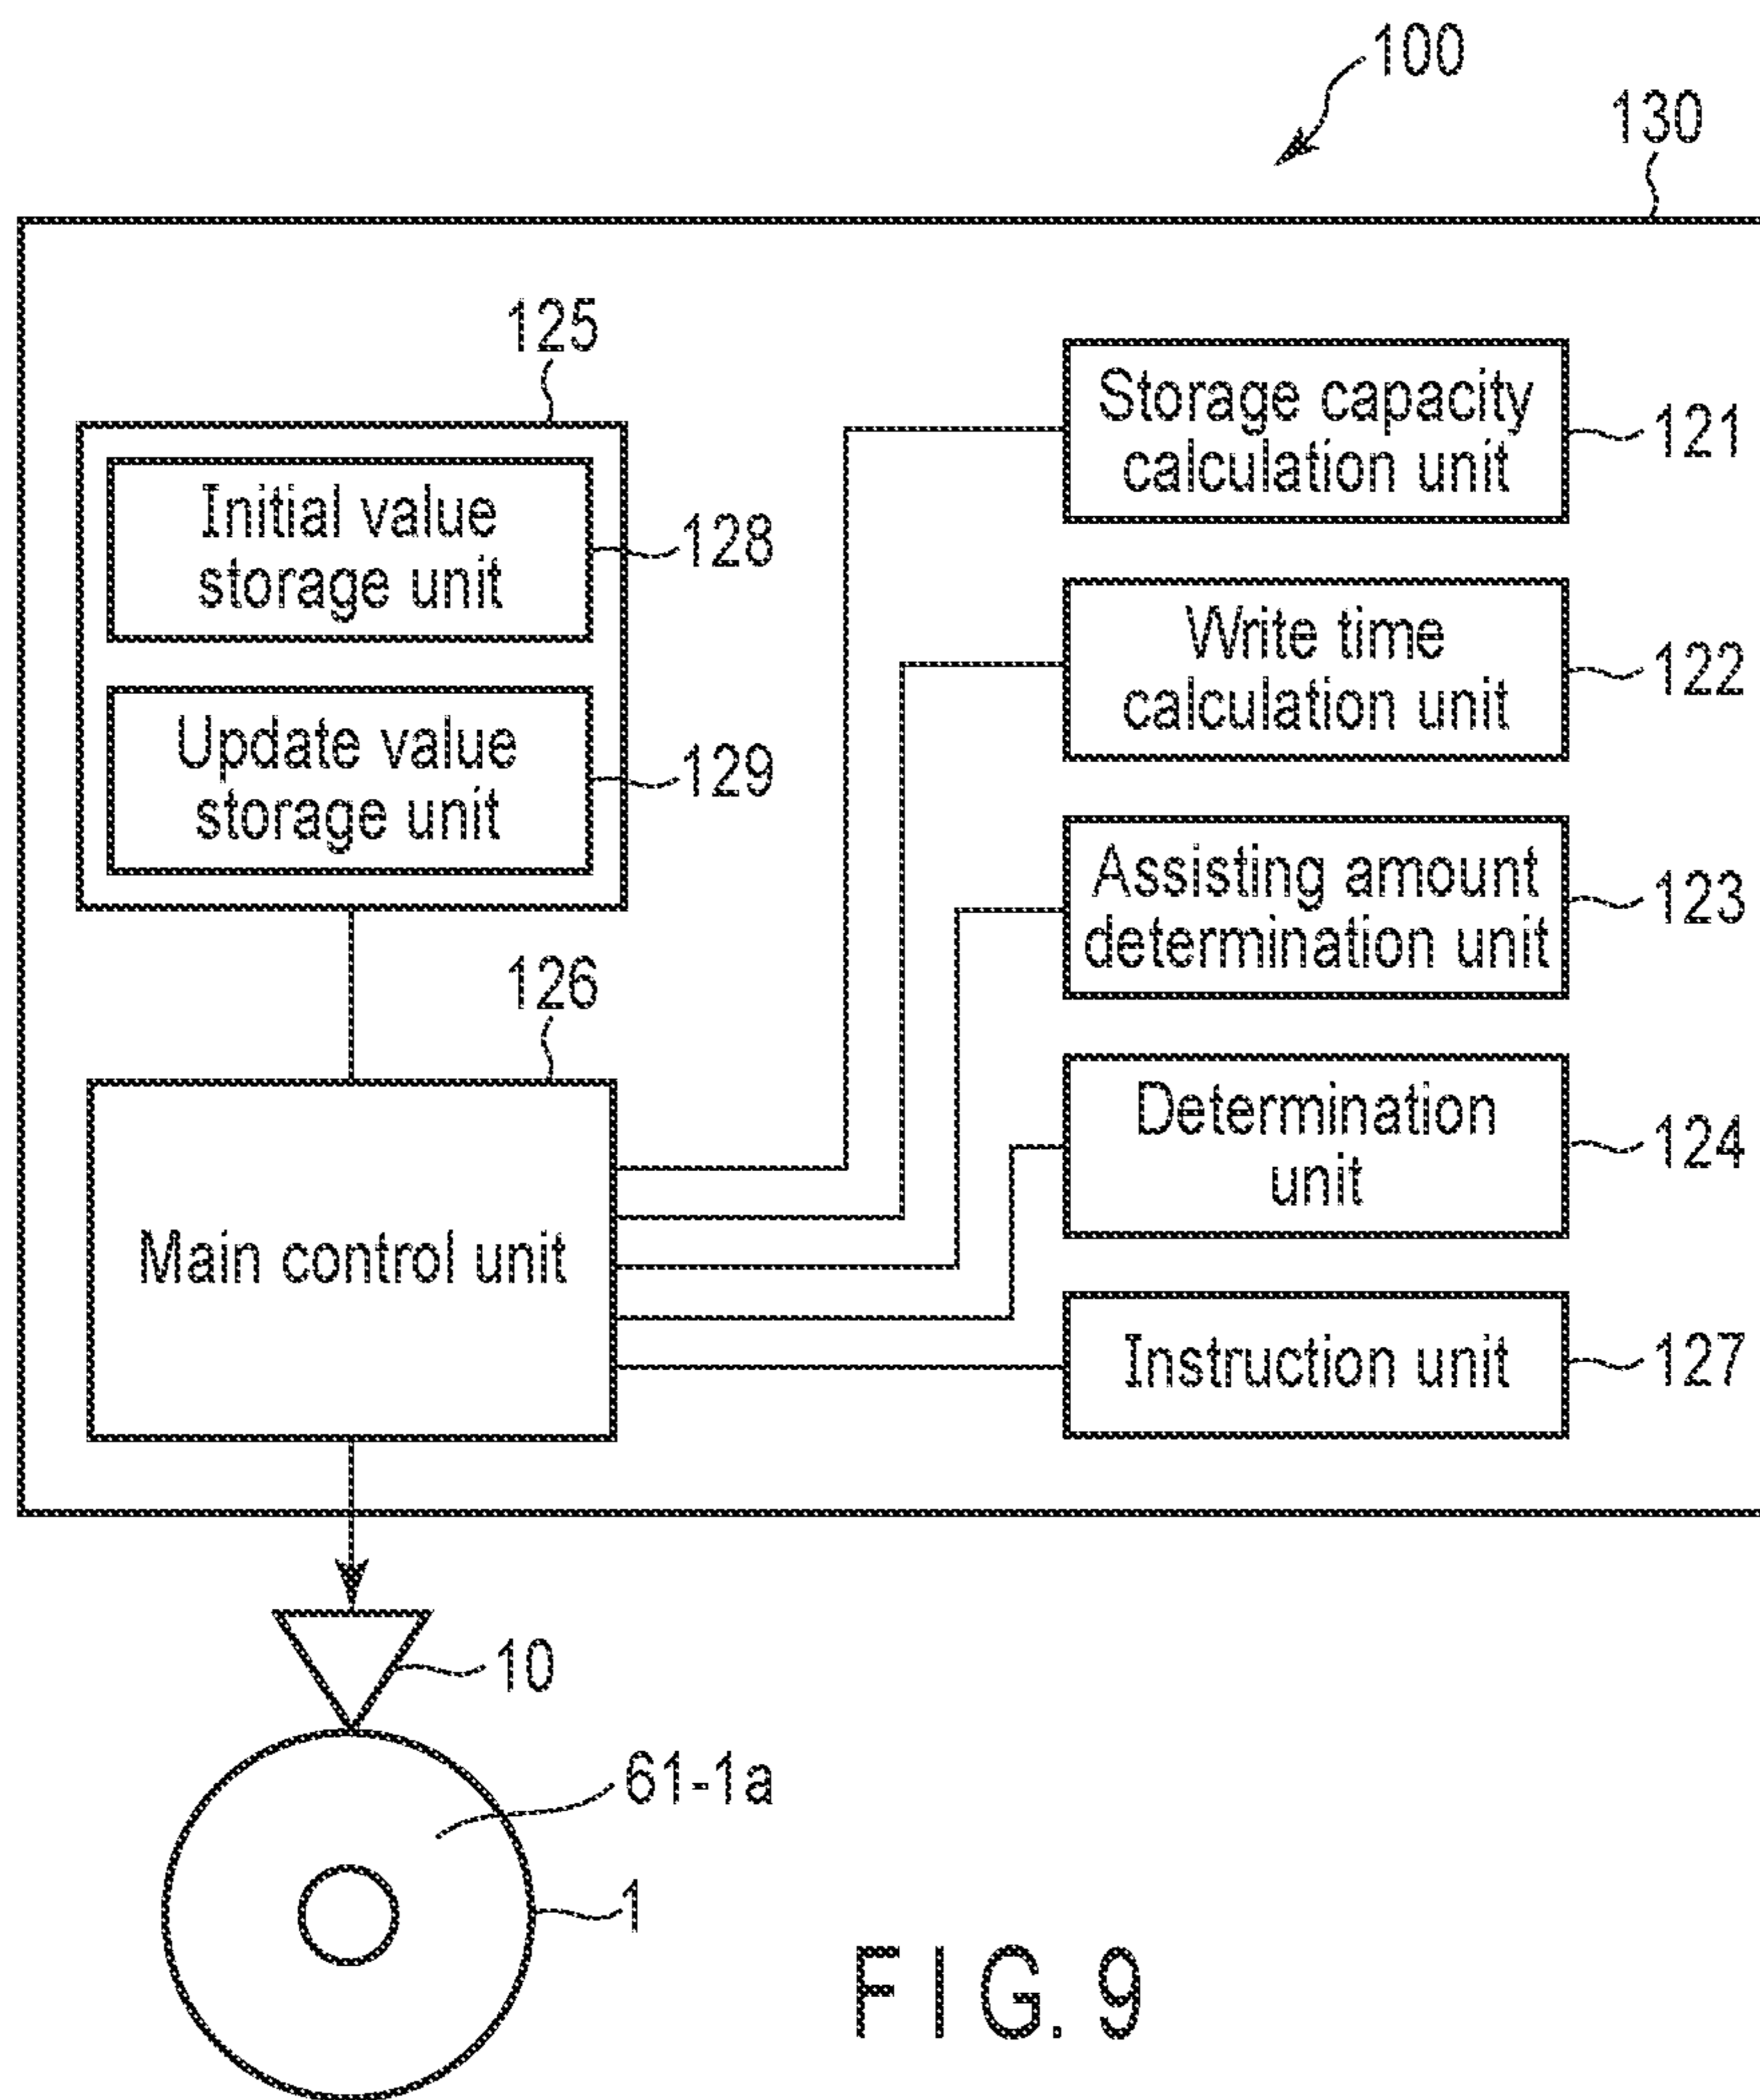 100
130
125
Initial value
storage unit
128
Update value
storage unit
129
126
Main control unit
Storage capacity
calculation unit
121
Write time
calculation unit
122
Assisting amount
determination unit
123
Determination
unit
124
Instruction unit
127
10
61-1a
1
FIG. 9